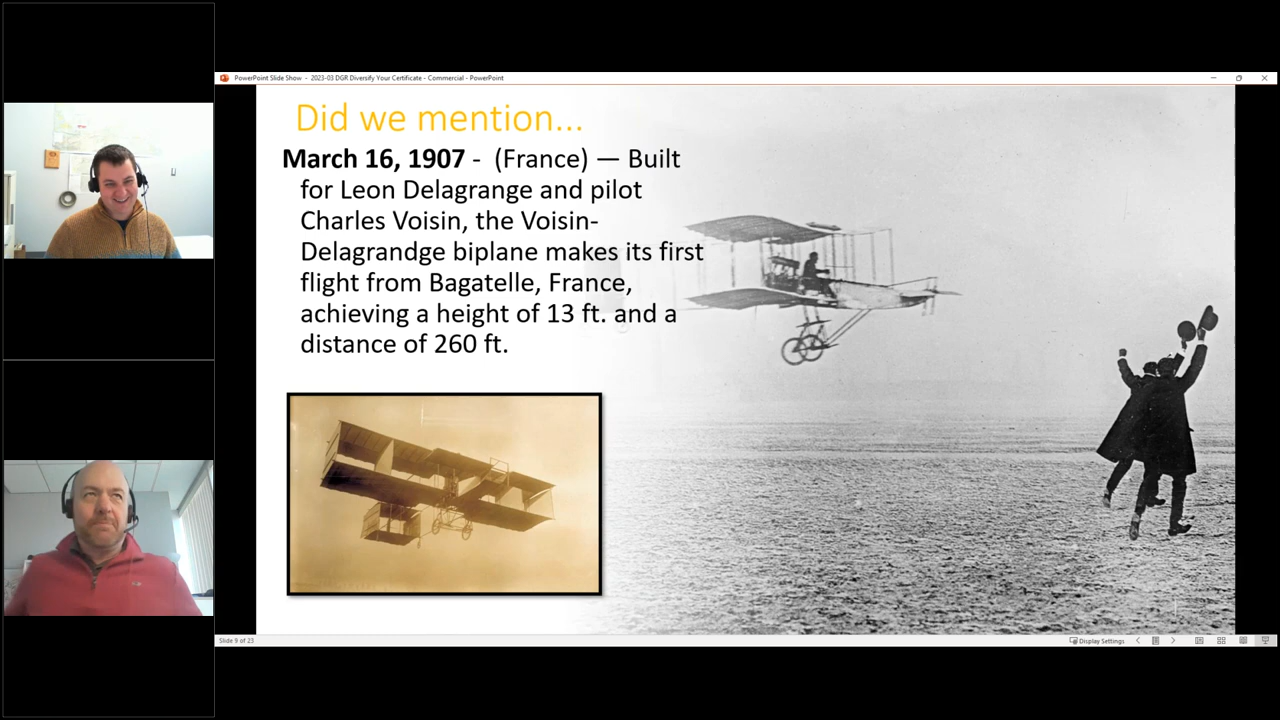 PowerPoint Slide Show - 2023-03 DGR Diversify Your Certificate - Commercial - PowerPoint
Did we mention...
March 16, 1907 - (France) — Built
for Leon Delagrange and pilot
Charles Voisin, the Voisin-
Delagrandge biplane makes its first
flight from Bagatelle, France,
achieving a height of 13 ft. and a
distance of 260 ft.
Slide 9 of 23
Display Settings